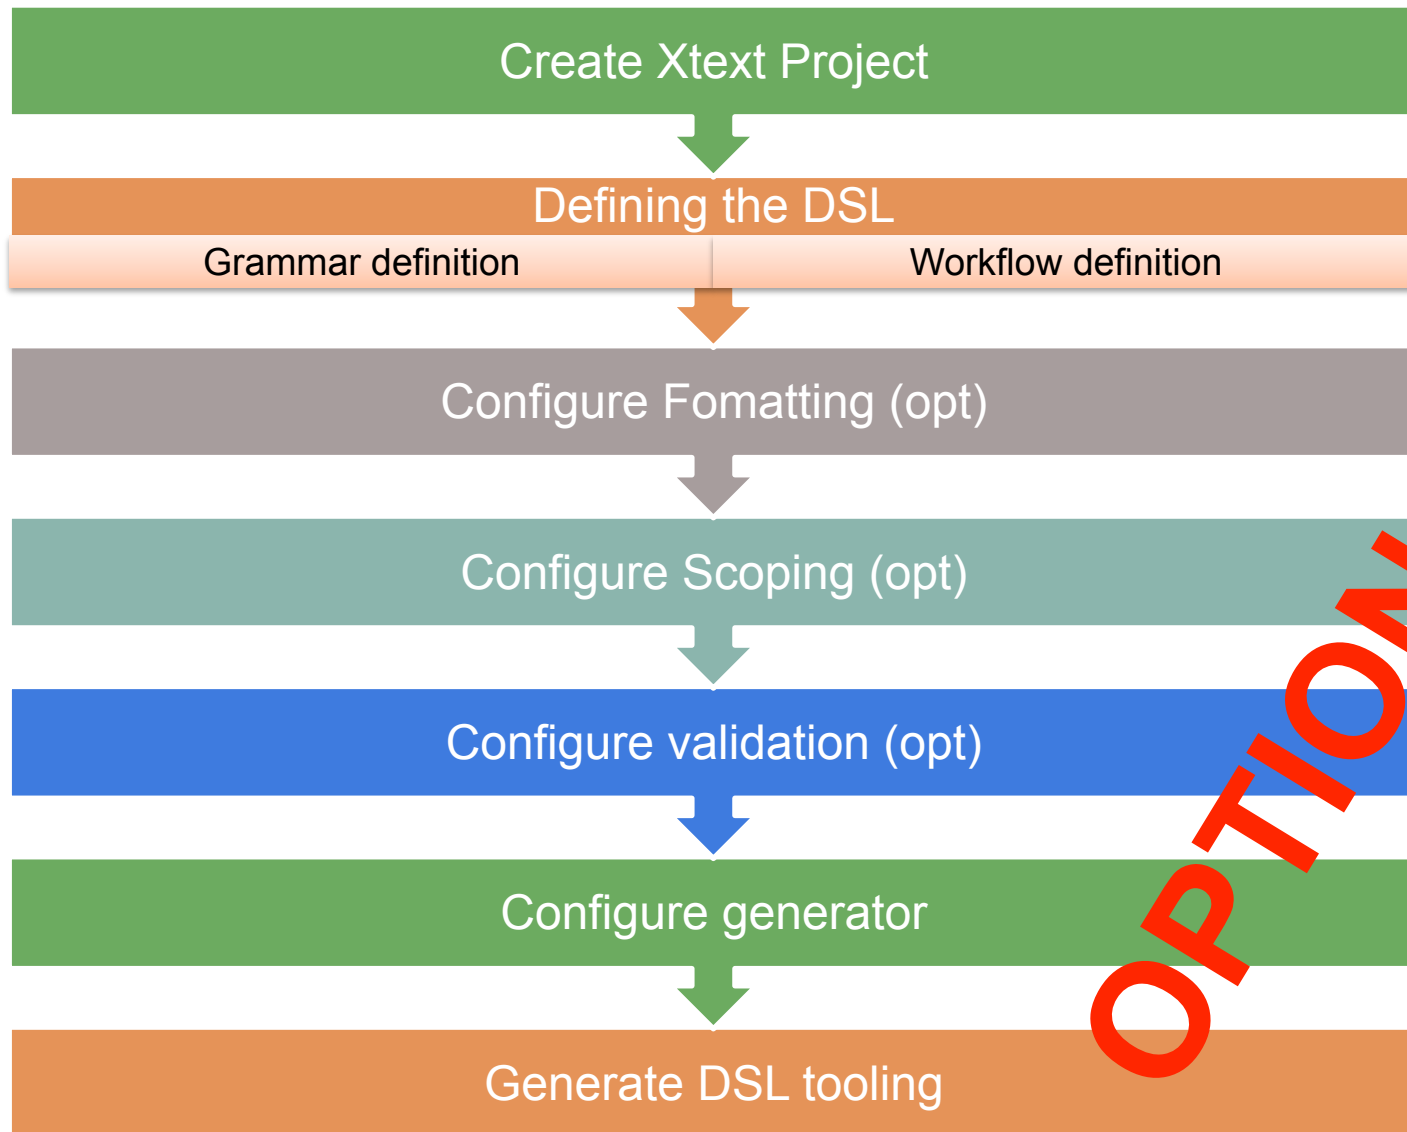 Create Xtext Project
Defining the DSL
Grammar definition
Workflow definition
Configure Fomatting (opt)
Configure Scoping (opt)
Configure validation (opt)
Configure generator
Generate DSL tooling